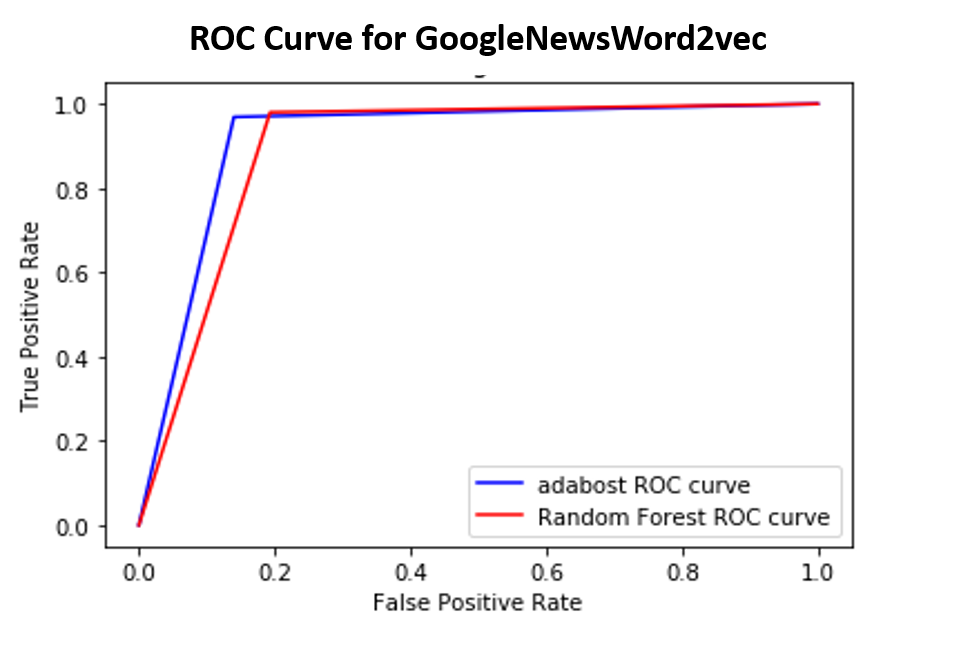 ROC Curve for GoogleNewsWord2vec
1.0
0.8
0.6
0.4
0.2
0.0
True Positive Rate
adabost ROC curve
Random Forest ROC curve
0.0 0.2 0.4 0.6 0.8 1.0
False Positive Rate